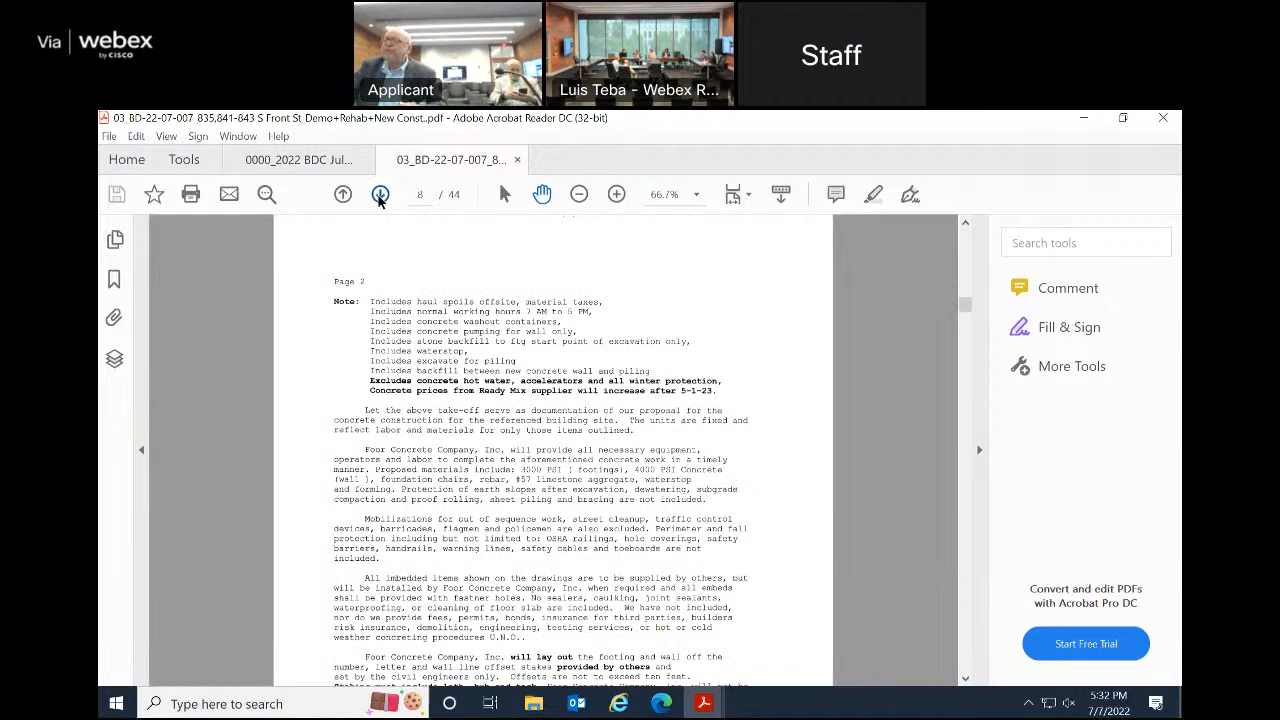 Via webex
by CISCO
Applicant
Luis Teba - Webex R...
Staff
03_BD-22-07-007_835,841-843 S Front St_Demo+Rehab+New Const..pdf - Adobe Acrobat Reader DC (32-bit)
File Edit View Sign Window Help
Home Tools 0000_2022 BDC Jul... 03_BD-22-07-007_8... ×
8 / 44 66.7%
Search tools
Comment
Fill & Sign
More Tools
Convert and edit PDFs
with Acrobat Pro DC
Start Free Trial
Page 2
Note: Includes haul spoils offsite, material taxes,
Includes normal working hours 7 AM to 5 PM,
Includes concrete washout containers,
Includes concrete pumping for wall only,
Includes stone backfill to ftg start point of excavation only,
Includes waterstop,
Includes excavate for piling
Includes backfill between new concrete wall and piling
Excludes concrete hot water, accelerators and all winter protection,
Concrete prices from Ready Mix supplier will increase after 5-1-23.
Let the above take-off serve as documentation of our proposal for the
concrete construction for the referenced building site. The units are fixed and
reflect labor and materials for only those items outlined.
Foor Concrete Company, Inc. will provide all necessary equipment,
operators and labor to complete the aforementioned concrete work in a timely
manner. Proposed materials include: 3000 PSI ( footings), 4000 PSI Concrete
(wall ), foundation chairs, rebar, #57 limestone aggregate, waterstop
and forming. Protection of earth slopes after excavation, dewatering, subgrade
compaction and proof rolling, sheet piling and bracing are not included.
Mobilizations for out of sequence work, street cleanup, traffic control
devices, barricades, flagmen and policemen are also excluded. Perimeter and fall
protection including but not limited to: OSHA railings, hole coverings, safety
barriers, handrails, warning lines, safety cables and toeboards are not
included.
All imbedded items shown on the drawings are to be supplied by others, but
will be installed by Foor Concrete Company, Inc. when required and all embeds
shall be provided with fastner holes. No sealers, caulking, joint sealants,
waterproofing, or cleaning of floor slab are included. We have not included,
nor do we provide fees, permits, bonds, insurance for third parties, builders
risk insurance, demolition, engineering, testing services, or hot or cold
weather concreting procedures U.N.O..
Foor Concrete Company, Inc. will lay out the footing and wall off the
number, letter and wall line offset stakes provided by others and
set by the civil engineers only. Offsets are not to exceed ten feet.
Type here to search
5:32 PM
7/7/2022